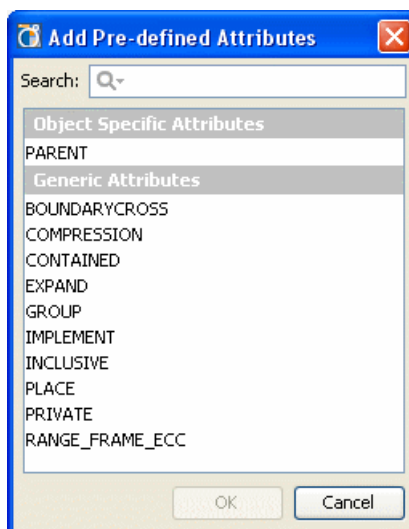 Add Pre-defined Attributes
Search:
Object Specific Attributes
PARENT
Generic Attributes
BOUNDARYCROSS
COMPRESSION
CONTAINED
EXPAND
GROUP
IMPLEMENT
INCLUSIVE
PLACE
PRIVATE
RANGE_FRAME_ECC
OK Cancel